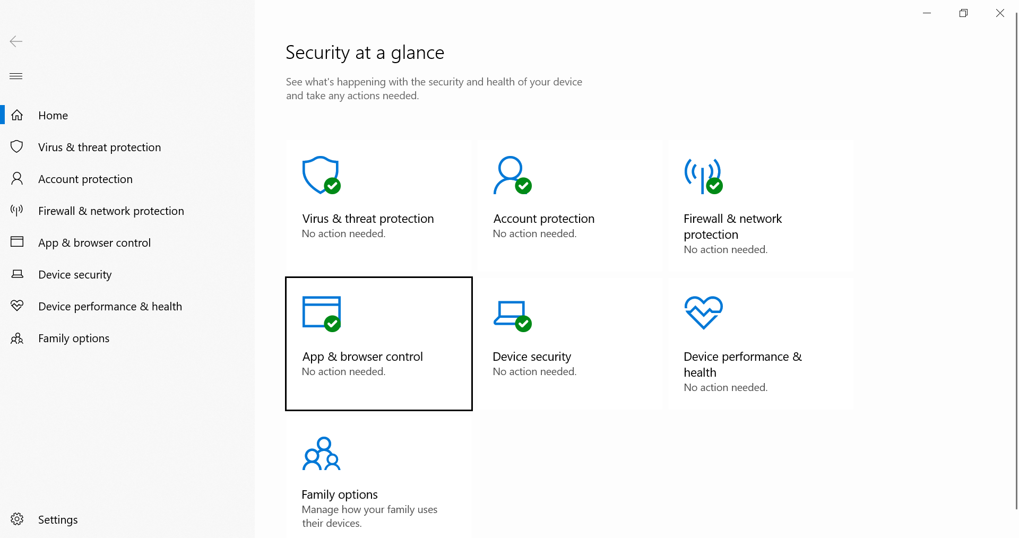 Home
Virus & threat protection
Account protection
Firewall & network protection
App & browser control
Device security
Device performance & health
Family options
Settings
Security at a glance
See what's happening with the security and health of your device
and take any actions needed.
Virus & threat protection
No action needed.
Account protection
No action needed.
Firewall & network
protection
No action needed.
App & browser control
No action needed.
Device security
No action needed.
Device performance &
health
No action needed.
Family options
Manage how your family uses
their devices.